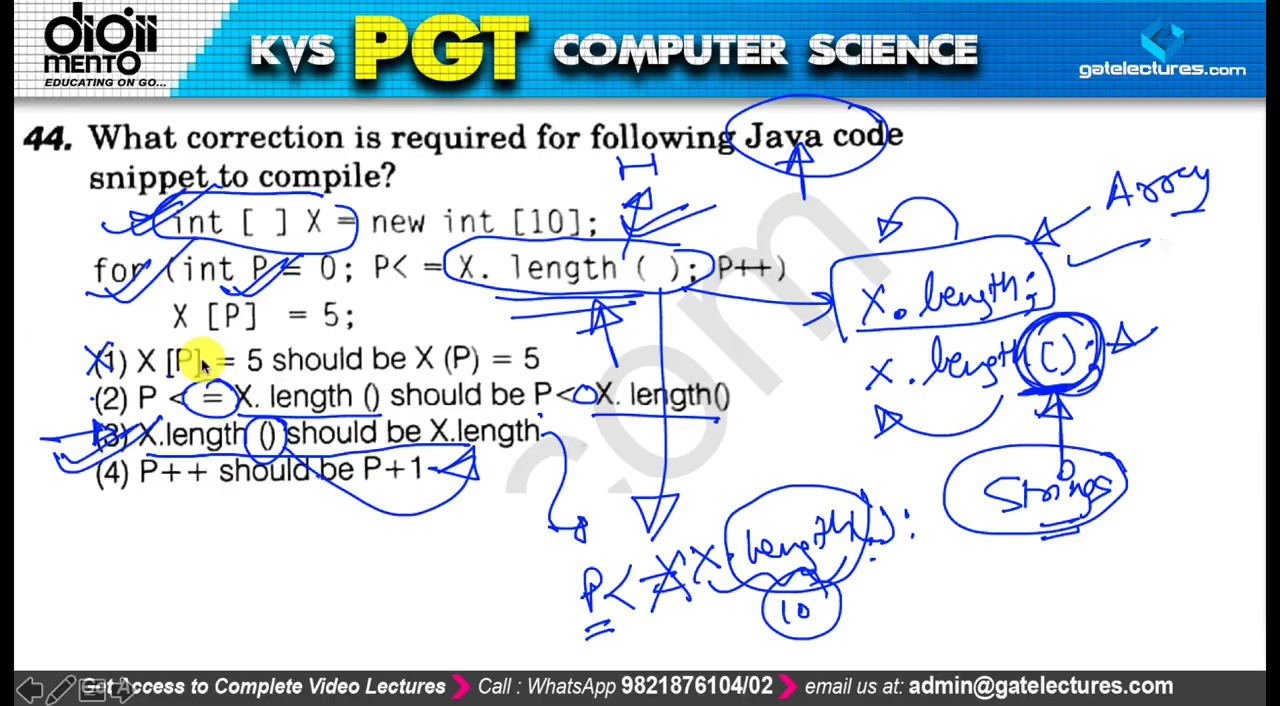 digii
MENTO
EDUCATING ON GO...
KVS PGT COMPUTER SCIENCE
gatelectures.com
44. What correction is required for following Java code
snippet to compile?
int [ ] X = new int [10];
for (int P = 0; P< = X. length ( ); P++)
X [P] = 5;
(1) X [P] = 5 should be X (P) = 5
(2) P < = X. length () should be P< X. length()
(3) X.length () should be X.length
(4) P++ should be P+1
Array
X.length;
X.length();
Strings
P< X.length();
10
.com
Get Access to Complete Video Lectures Call : WhatsApp 9821876104/02 email us at: admin@gatelectures.com